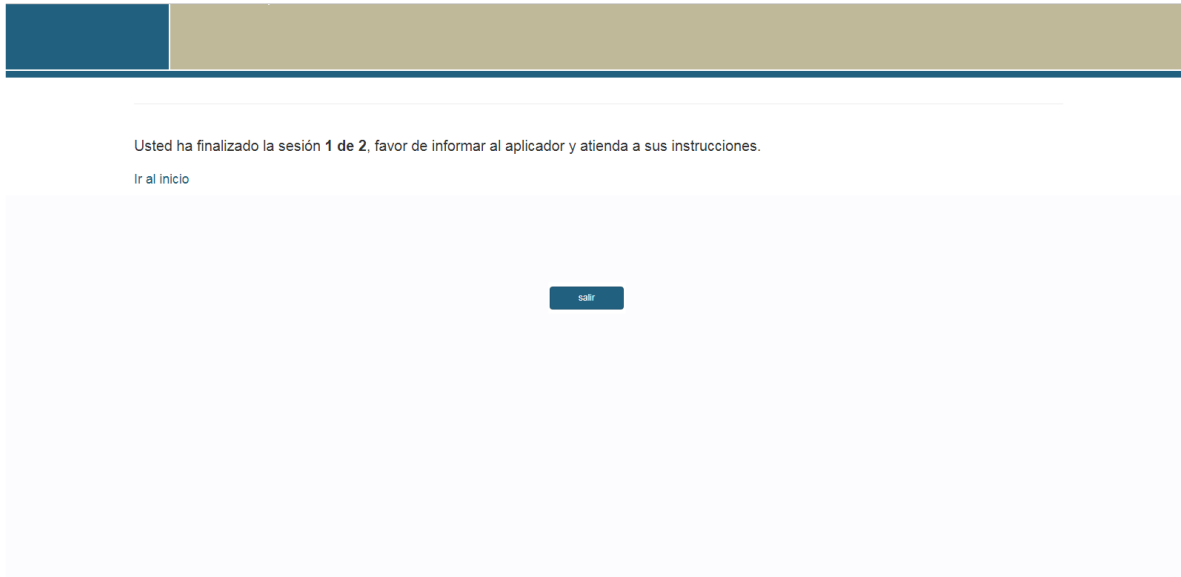 Usted ha finalizado la sesión 1 de 2, favor de informar al aplicador y atienda a sus instrucciones.
Ir al inicio
salir